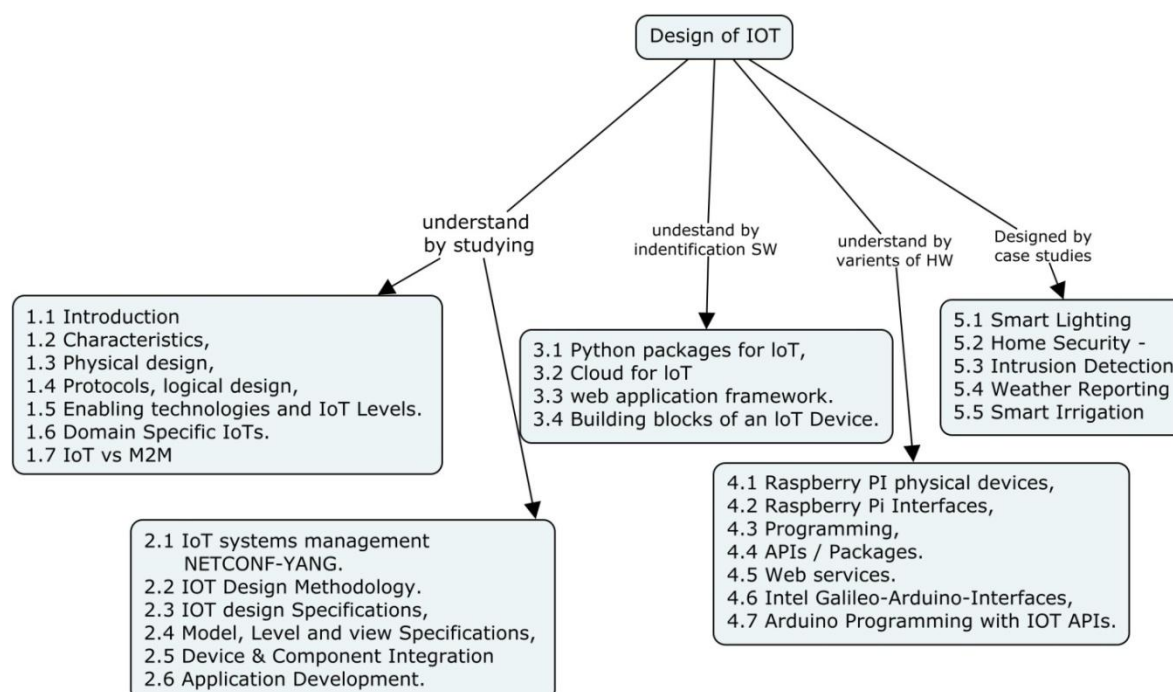 Design of IOT
understand
by studying
undestand by
indentification SW
understand by
varients of HW
Designed by
case studies
1.1 Introduction
1.2 Characteristics,
1.3 Physical design,
1.4 Protocols, logical design,
1.5 Enabling technologies and IoT Levels.
1.6 Domain Specific IoTs.
1.7 IoT vs M2M
2.1 IoT systems management
NETCONF-YANG.
2.2 IOT Design Methodology.
2.3 IOT design Specifications,
2.4 Model, Level and view Specifications,
2.5 Device & Component Integration
2.6 Application Development.
3.1 Python packages for loT,
3.2 Cloud for loT
3.3 web application framework.
3.4 Building blocks of an loT Device.
4.1 Raspberry PI physical devices,
4.2 Raspberry Pi Interfaces,
4.3 Programming,
4.4 APIs / Packages.
4.5 Web services.
4.6 Intel Galileo-Arduino-Interfaces,
4.7 Arduino Programming with IOT APIs.
5.1 Smart Lighting
5.2 Home Security -
5.3 Intrusion Detection
5.4 Weather Reporting
5.5 Smart Irrigation